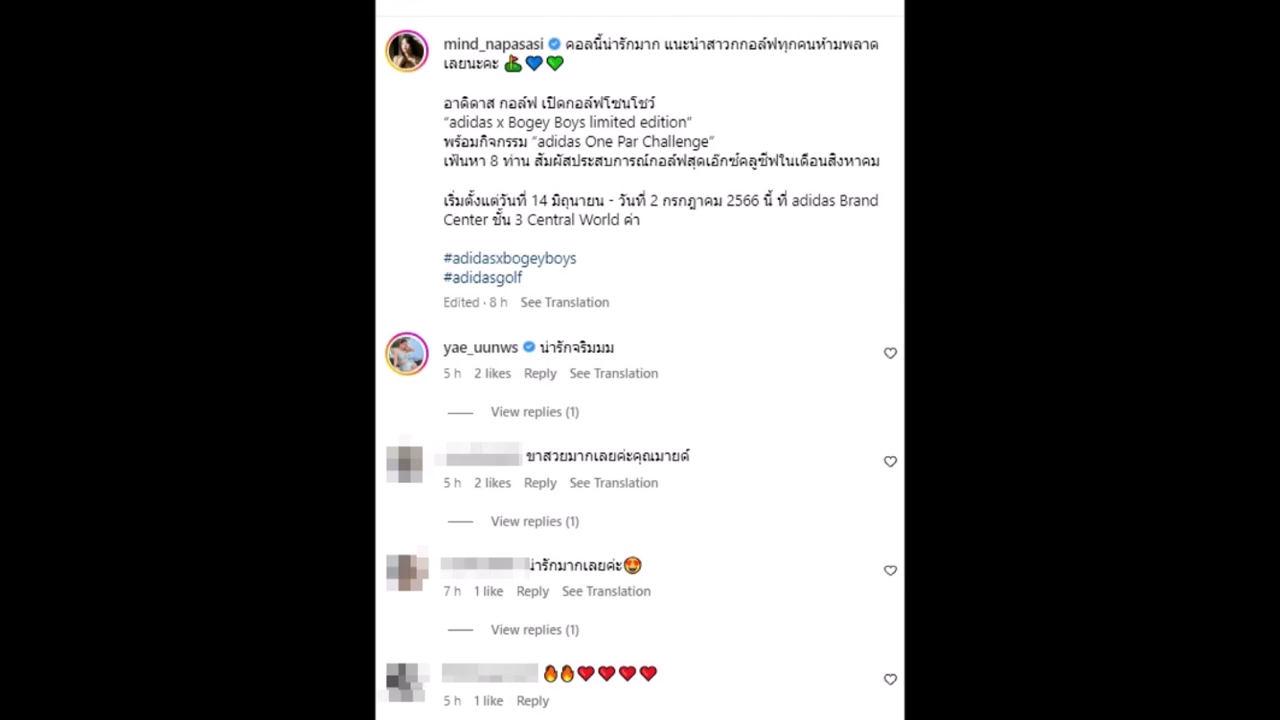 mind_napasasi คอลนี้น่ารักมาก แนะนำสาวกกอล์ฟทุกคนห้ามพลาด
เลยนะคะ ⛳💙💚
อาดิดาส กอล์ฟ เปิดกอล์ฟโซนโชว์
“adidas x Bogey Boys limited edition”
พร้อมกิจกรรม “adidas One Par Challenge”
เฟ้นหา 8 ท่าน สัมผัสประสบการณ์กอล์ฟสุดเอ๊กซ์คลูซีฟในเดือนสิงหาคม
เริ่มตั้งแต่วันที่ 14 มิถุนายน - วันที่ 2 กรกฎาคม 2566 นี้ ที่ adidas Brand
Center ชั้น 3 Central World ค่า
#adidasxbogeyboys
#adidasgolf
Edited · 8 h See Translation
yae_uunws น่ารักจริมมม
5 h 2 likes Reply See Translation
View replies (1)
ขาสวยมากเลยค่ะคุณมายด์
5 h 2 likes Reply See Translation
View replies (1)
น่ารักมากเลยค่ะ😍
7 h 1 like Reply See Translation
View replies (1)
🔥🔥❤️❤️❤️❤️
5 h 1 like Reply